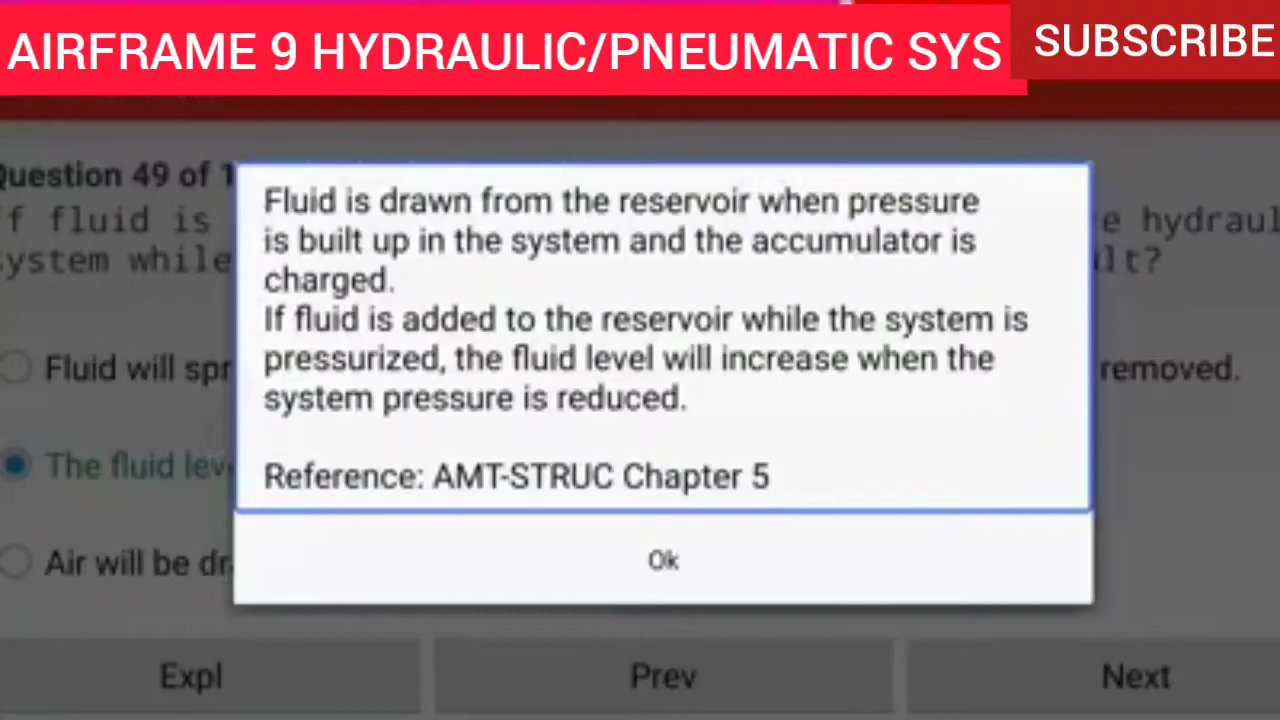 AIRFRAME 9 HYDRAULIC/PNEUMATIC SYS
SUBSCRIBE
Question 49 of 1
f fluid is
e hydraul
system while
lt?
Fluid is drawn from the reservoir when pressure
is built up in the system and the accumulator is
charged.
If fluid is added to the reservoir while the system is
pressurized, the fluid level will increase when the
system pressure is reduced.
Reference: AMT-STRUC Chapter 5
Ok
Fluid will spr
removed.
The fluid lev
Air will be dr
Expl
Prev
Next